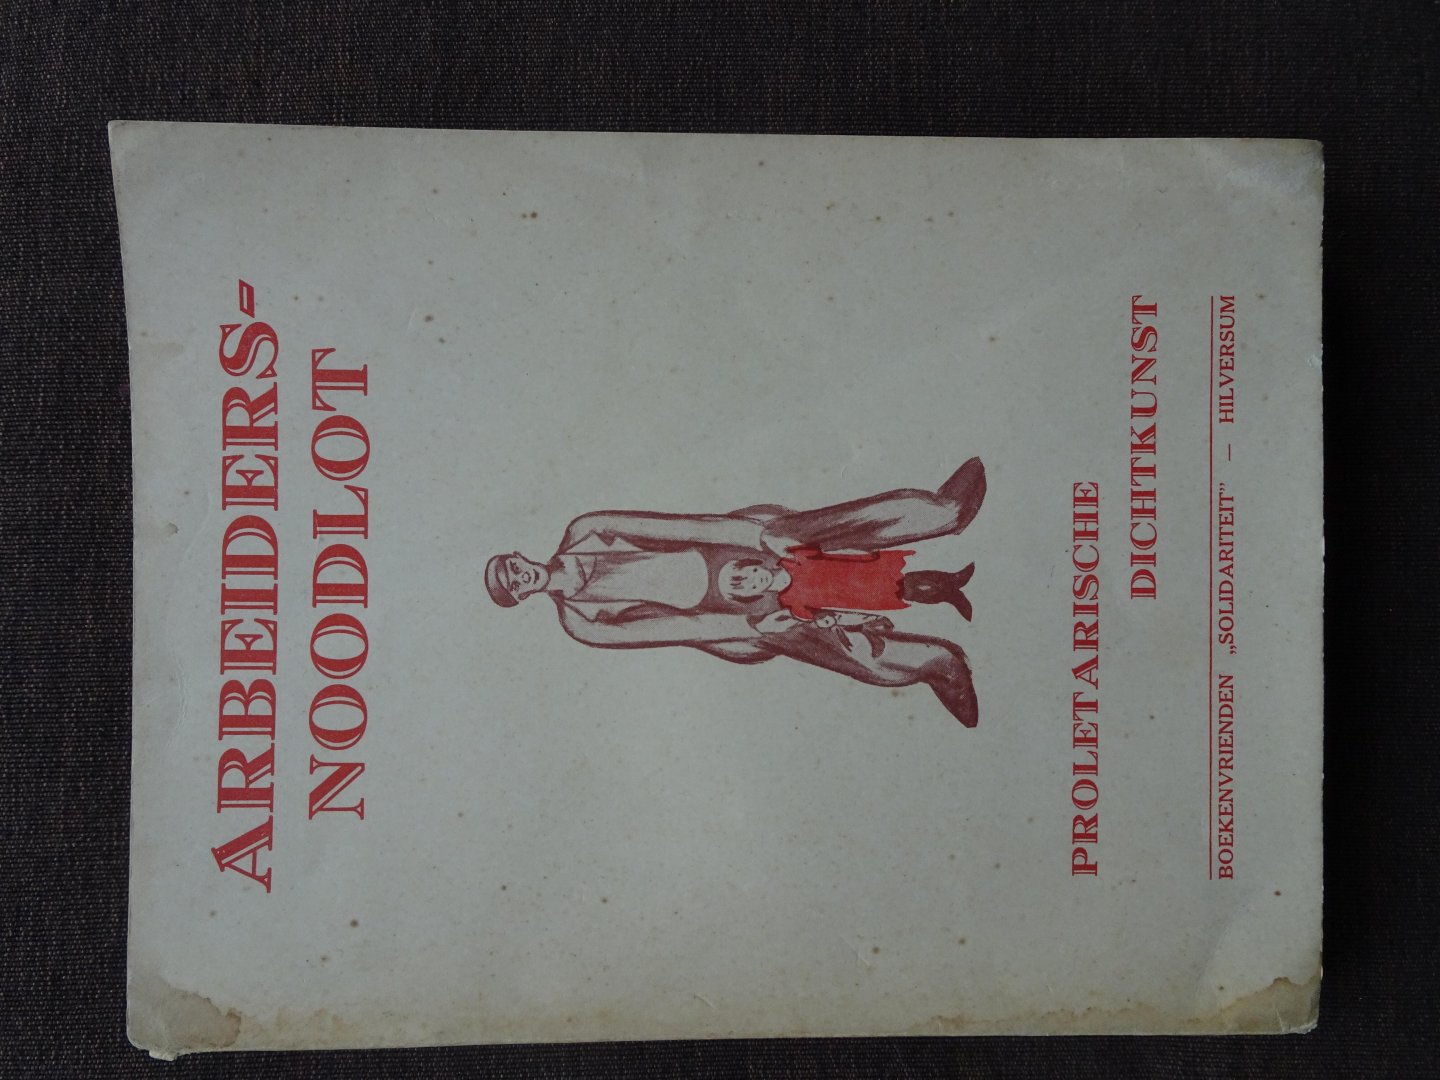 ARBEIDERS-
NOODLOT
PROLETARISCHE
DICHTKUNST
BOEKENVRIENDEN „SOLIDARITEIT” – HILVERSUM